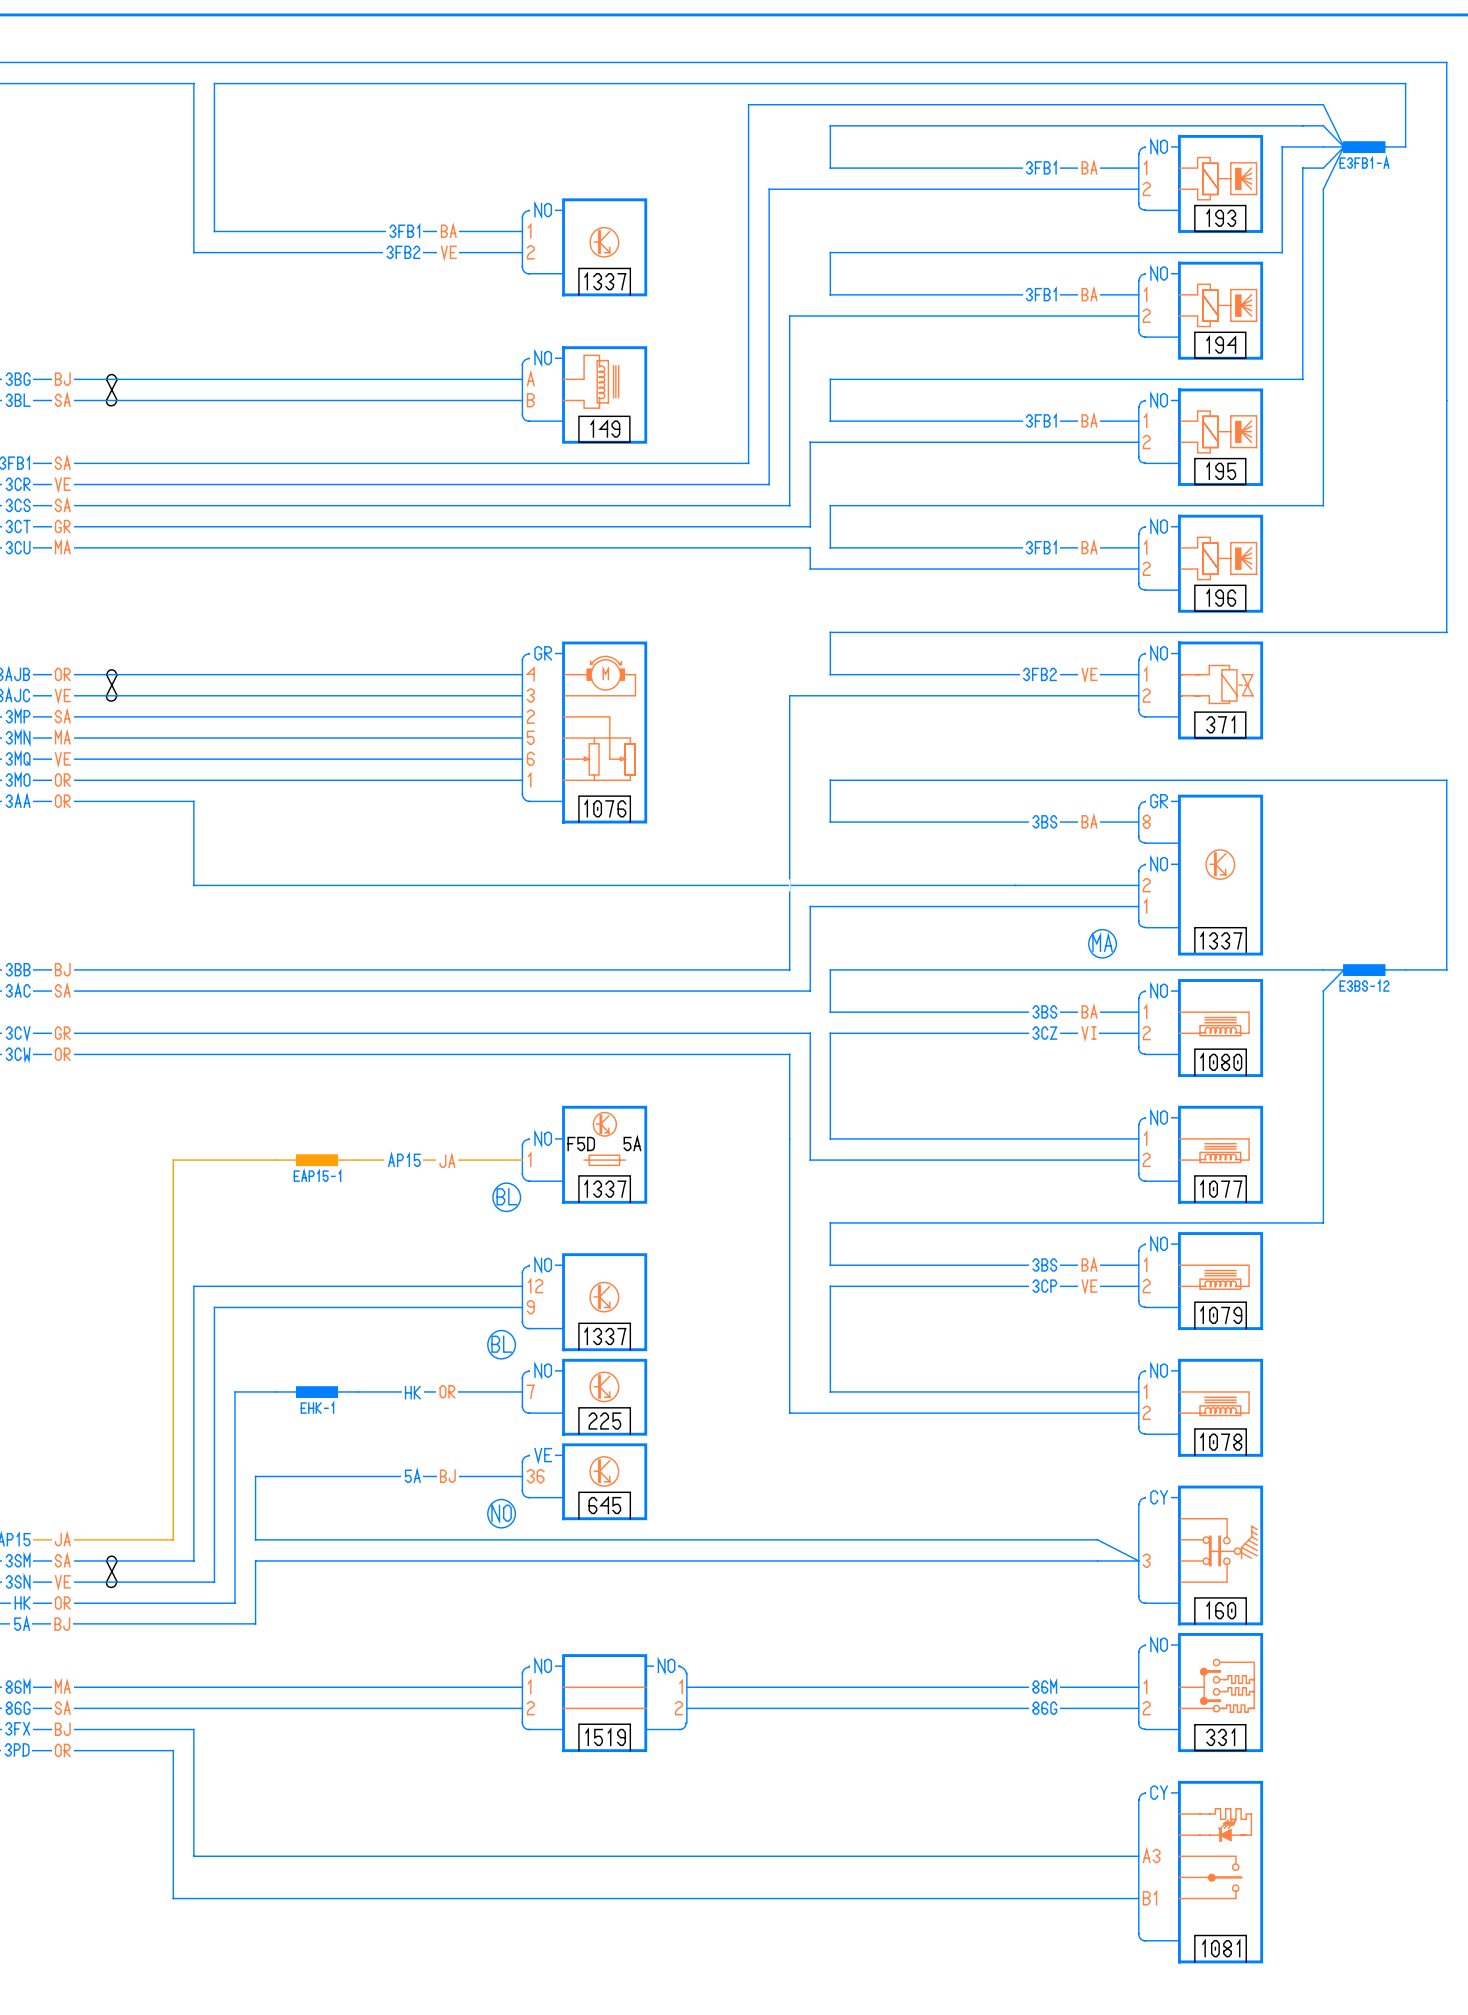 NO
3FB1 BA 1
2
193
E3FB1-A
NO
3FB1 BA 1
3FB2 VE 2
1337
NO
3FB1 BA 1
2
194
NO
3BG BJ A
3BL SA B
149
NO
3FB1 BA 1
2
195
3FB1 SA
3CR VE
3CS SA
3CT GR
3CU MA
NO
3FB1 BA 1
2
196
GR
3AJB OR 4
3AJC VE 3
3MP SA 2
3MN MA 5
3MQ VE 6
3MO OR 1
3AA OR
M
1076
NO
3FB2 VE 1
2
371
GR
3BS BA 8
NO
2
1
MA
1337
3BB BJ
3AC SA
E3BS-12
NO
3BS BA 1
3CZ VI 2
1080
3CV GR
3CW OR
NO
1
2
1077
NO
F5D 5A
EAP15-1
AP15 JA 1
BL
1337
NO
3BS BA 1
3CP VE 2
1079
NO
12
9
BL
1337
NO
EHK-1
HK OR 7
225
NO
1
2
1078
VE
5A BJ 36
NO
645
CY
3
160
AP15 JA
3SM SA
3SN VE
HK OR
5A BJ
NO NO NO
86M MA 1 1 86M 1
86G SA 2 2 86G 2
3FX BJ
3PD OR
1519
331
CY
A3
B1
1081